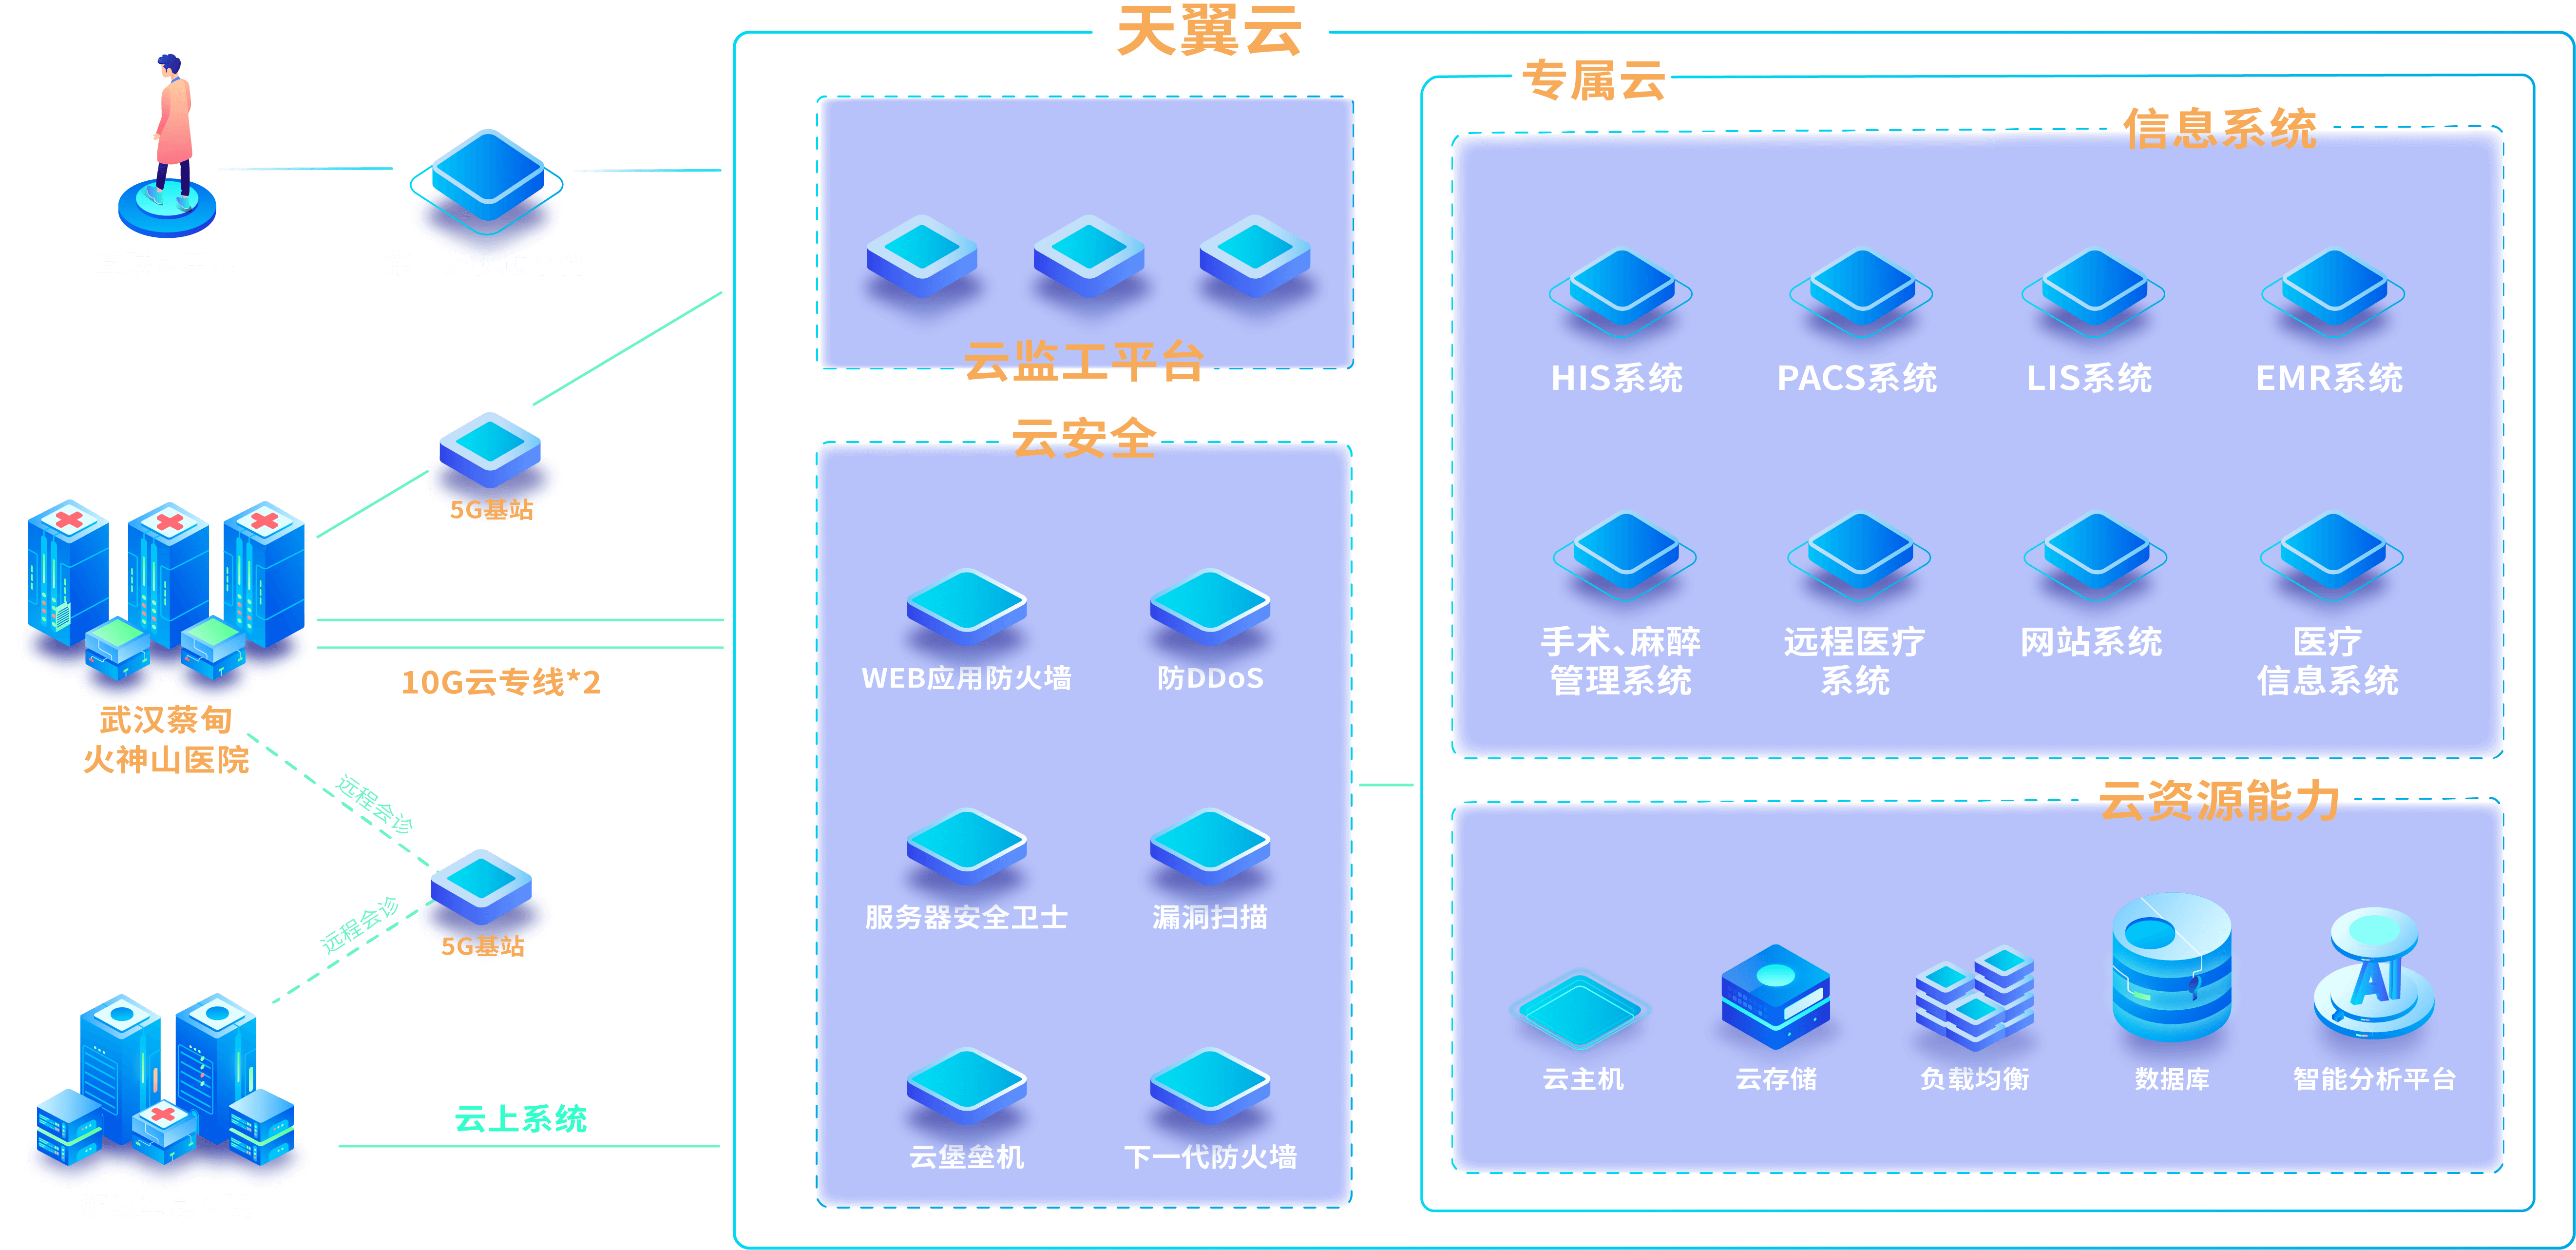 天翼云
专属云
信息系统
云监工平台
云安全
HIS系统
PACS系统
LIS系统
EMR系统
5G基站
手术、麻醉
管理系统
远程医疗
系统
网站系统
医疗
信息系统
WEB应用防火墙
防DDoS
10G云专线*2
武汉蔡甸
火神山医院
远程会诊
云资源能力
远程会诊
5G基站
服务器安全卫士
漏洞扫描
云主机
云存储
负载均衡
数据库
智能分析平台
云上系统
云堡垒机
下一代防火墙